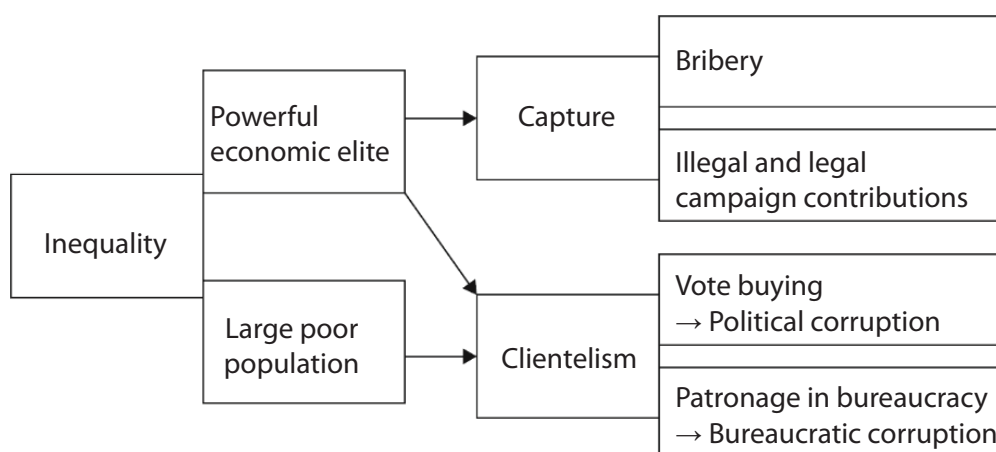 Inequality
Powerful
economic elite
Large poor
population
Capture
Clientelism
Bribery
Illegal and legal
campaign contributions
Vote buying
→ Political corruption
Patronage in bureaucracy
→ Bureaucratic corruption